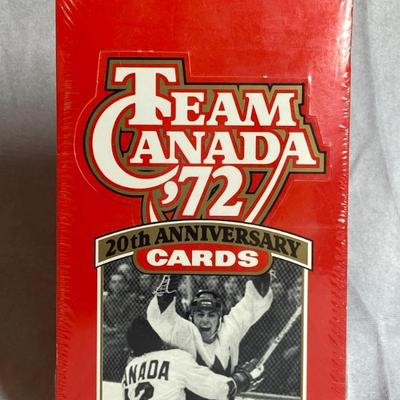 TEAM
CANADA
'72
20th ANNIVERSARY
CARDS
ANADA
12